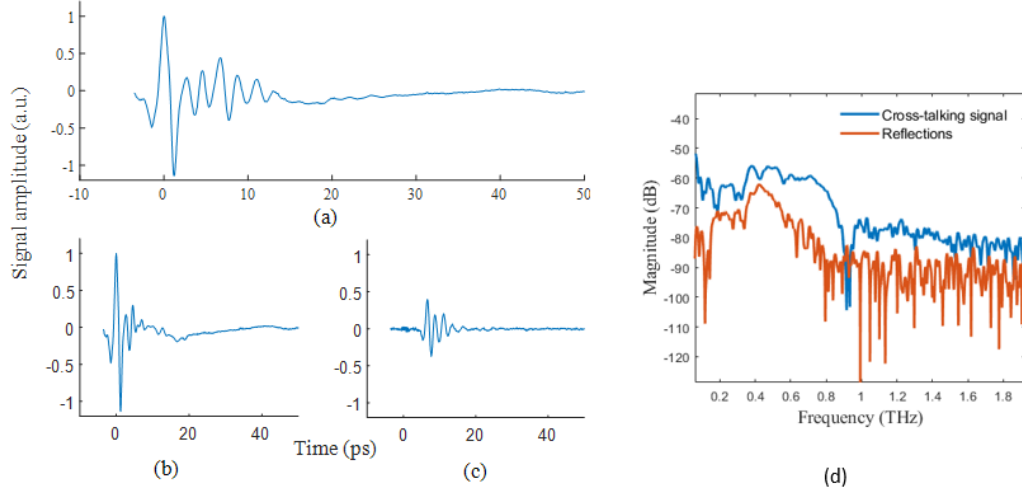 Signal amplitude (a.u.)
1
0.5
0
-0.5
-1
-10 0 10 20 30 40 50
(a)
1
0.5
0
-0.5
-1
0 20 40
(b)
1
0.5
0
-0.5
-1
0 20 40
Time (ps)
(c)
Cross-talking signal
Reflections
Magnitude (dB)
-40
-50
-60
-70
-80
-90
-100
-110
-120
0.2 0.4 0.6 0.8 1 1.2 1.4 1.6 1.8
Frequency (THz)
(d)